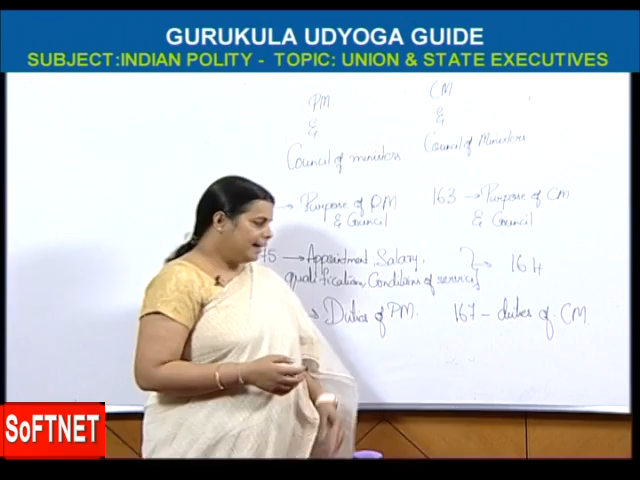 GURUKULA UDYOGA GUIDE
SUBJECT:INDIAN POLITY - TOPIC: UNION & STATE EXECUTIVES
PM CM
& &
Council of ministers Council of Ministers
→ Purpose of PM 163 → Purpose of CM
& Council & Council
75 → Appointment, Salary, } → 164
qualification, Conditions of service
→ Duties of PM. 167 - duties of CM.
SoFTNET